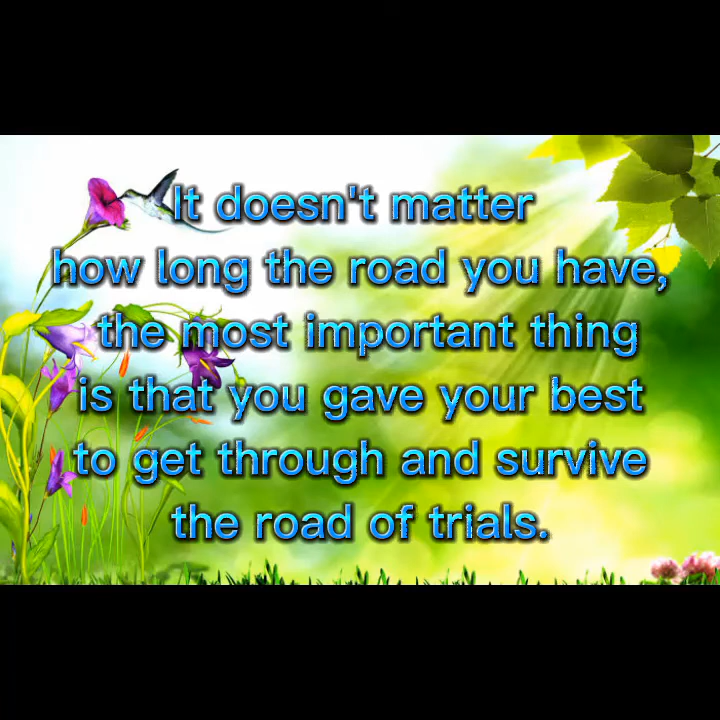 It doesn't matter
how long the road you have,
the most important thing
is that you gave your best
to get through and survive
the road of trials.